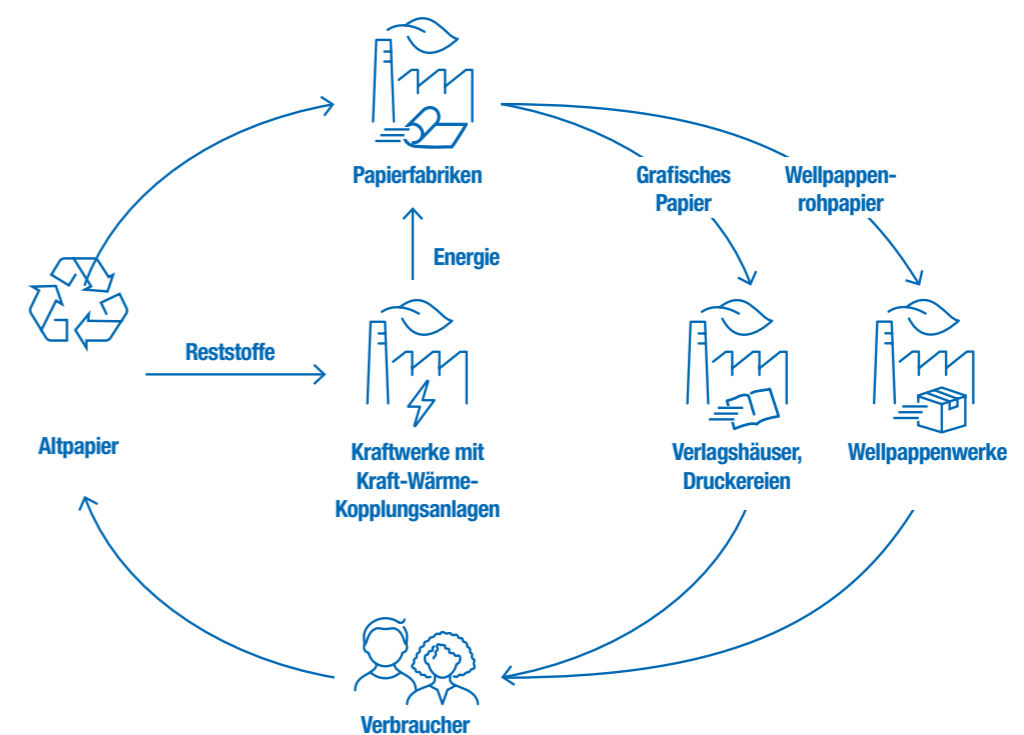 Papierfabriken
Grafisches
Papier
Wellpappen-
rohpapier
Energie
Reststoffe
Altpapier
Kraftwerke mit
Kraft-Wärme-
Kopplungsanlagen
Verlagshäuser,
Druckereien
Wellpappenwerke
Verbraucher